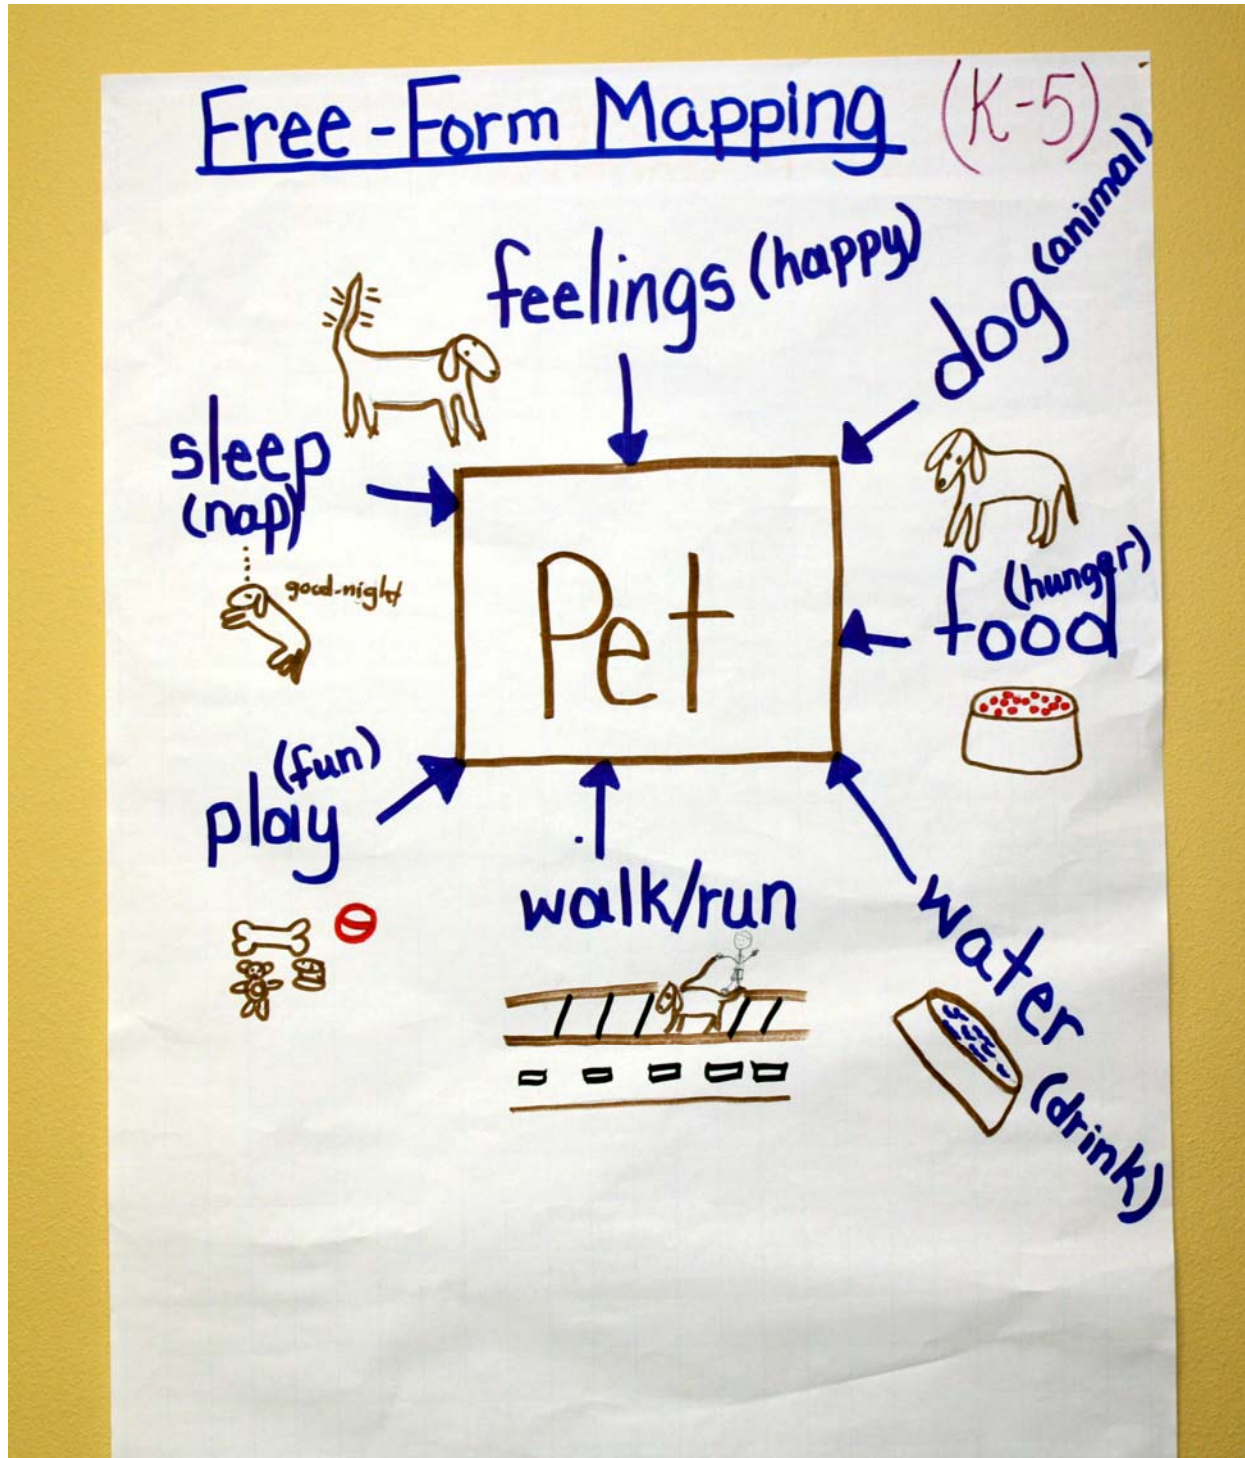 Free-Form Mapping (K-5)
feelings (happy)
dog (animal)
sleep
(nap)
good-night
Pet
(hunger)
food
(fun)
play
walk/run
water
(drink)